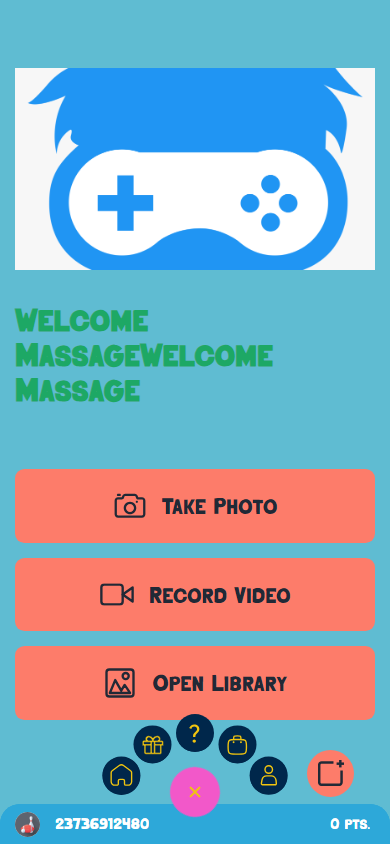 Welcome
MassageWelcome
Massage
Take Photo
Record Video
Open Library
?
23736912480
0 PTS.